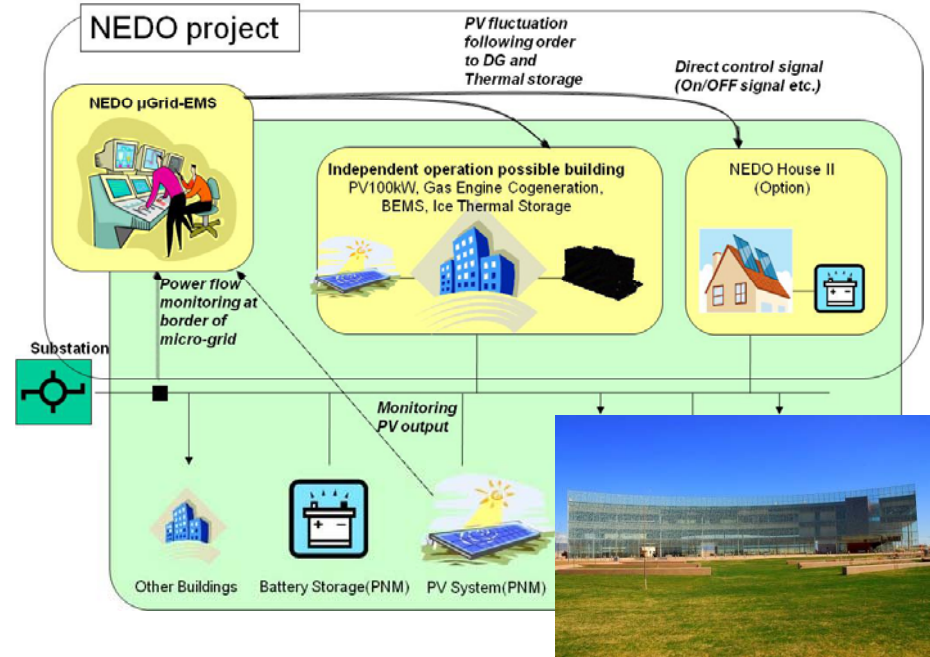 NEDO project
PV fluctuation
following order
to DG and
Thermal storage
Direct control signal
(On/OFF signal etc.)
NEDO µGrid-EMS
Independent operation possible building
PV100kW, Gas Engine Cogeneration,
BEMS, Ice Thermal Storage
NEDO House II
(Option)
Power flow
monitoring at
border of
micro-grid
Substation
Monitoring
PV output
Other Buildings
Battery Storage(PNM)
PV System(PNM)